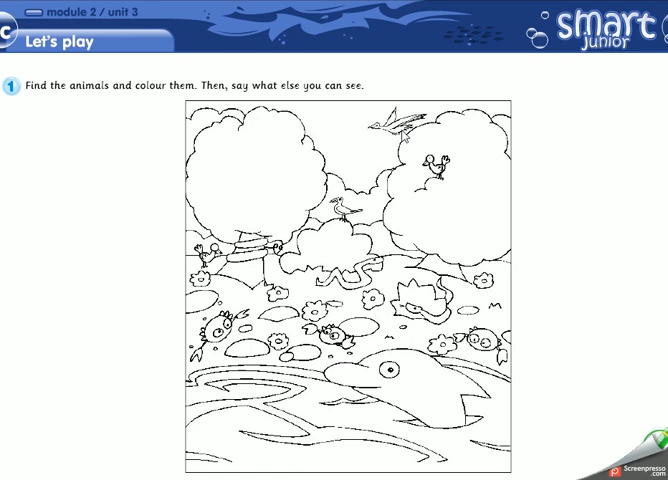 module 2 / unit 3
c
Let's play
smart
junior
1 Find the animals and colour them. Then, say what else you can see.
Screenpresso
.com